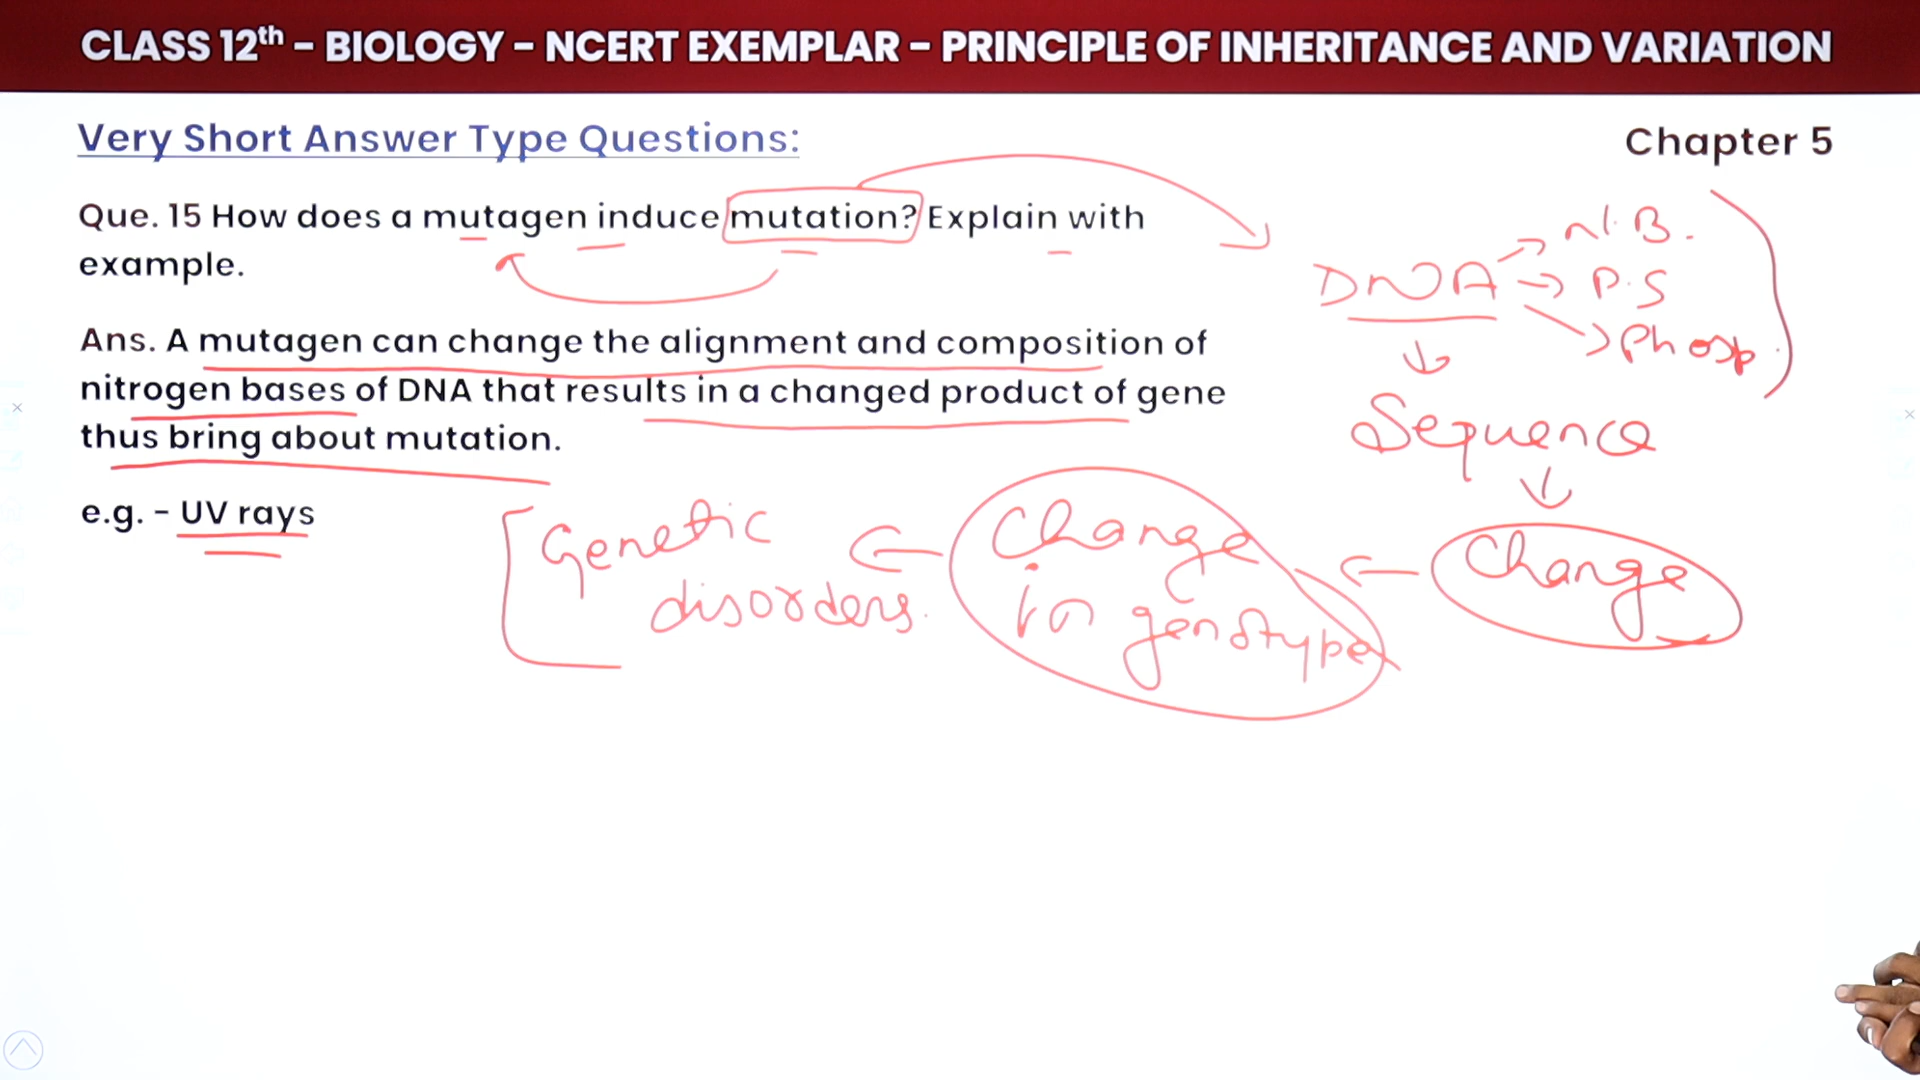 CLASS 12th - BIOLOGY - NCERT EXEMPLAR - PRINCIPLE OF INHERITANCE AND VARIATION
Very Short Answer Type Questions:
Chapter 5
Que. 15 How does a mutagen induce mutation? Explain with
example.
Ans. A mutagen can change the alignment and composition of
nitrogen bases of DNA that results in a changed product of gene
thus bring about mutation.
e.g. - UV rays
N.B.
DNA → P.S
Phosp.
Sequence
Change
Change
in genotype
Genetic
disorders.